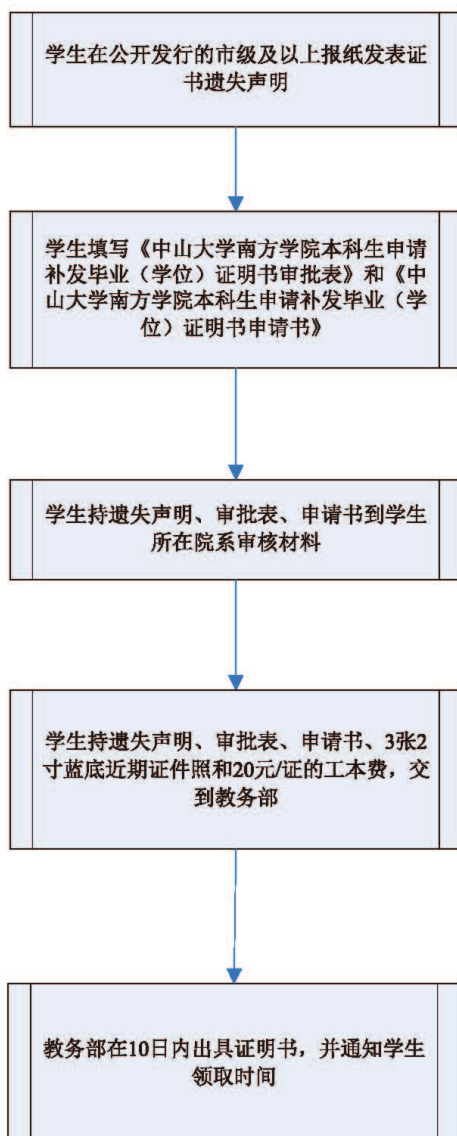 学生在公开发行的市级及以上报纸发表证
书遗失声明
学生填写《中山大学南方学院本科生申请
补发毕业（学位）证明书审批表》和《中
山大学南方学院本科生申请补发毕业（学
位）证明书申请书》
学生持遗失声明、审批表、申请书到学生
所在院系审核材料
学生持遗失声明、审批表、申请书、3张2
寸蓝底近期证件照和20元/证的工本费，交
到教务部
教务部在10日内出具证明书，并通知学生
领取时间